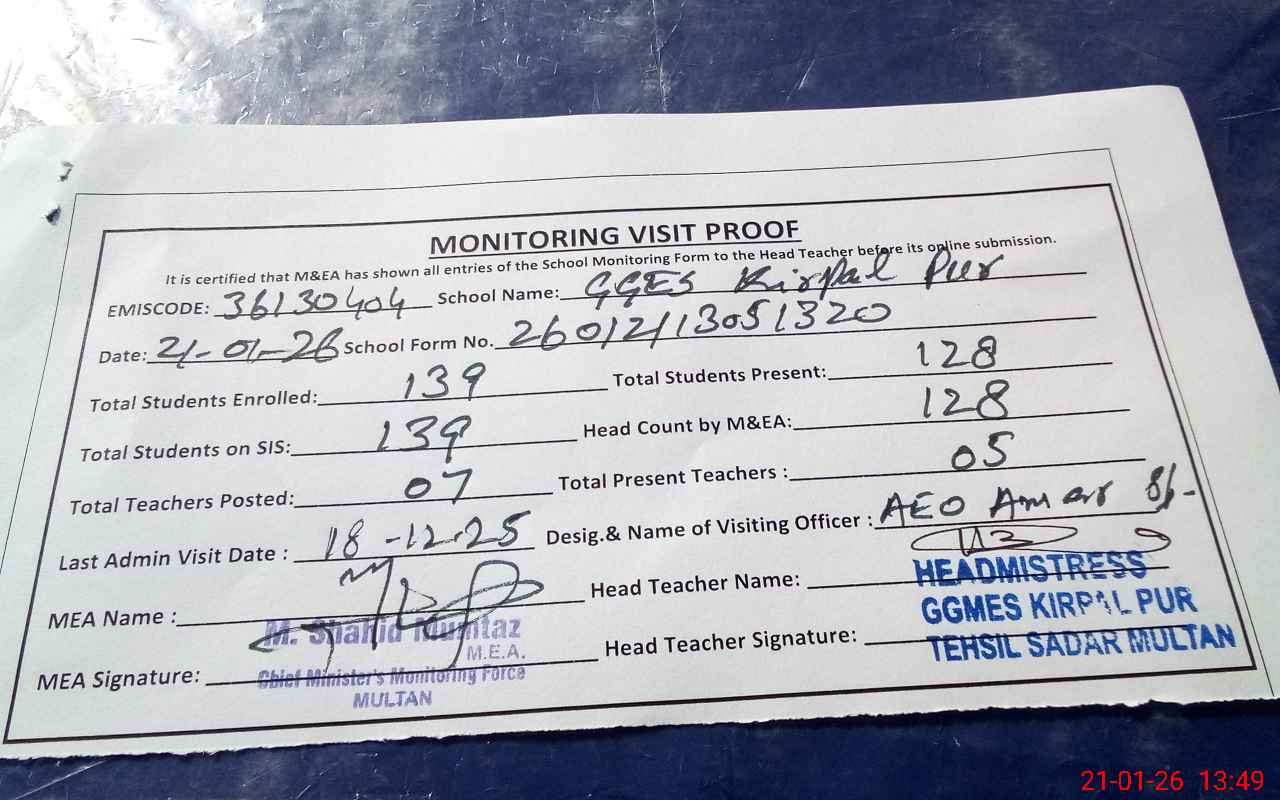 MONITORING VISIT PROOF
It is certified that M&EA has shown all entries of the School Monitoring Form to the Head Teacher before its online submission.
EMISCODE: 36130404 School Name: GGES Kirpal Pur
Date: 21-01-26 School Form No. 26012113051320
Total Students Enrolled: 139 Total Students Present: 128
Total Students on SIS: 139 Head Count by M&EA: 128
Total Teachers Posted: 07 Total Present Teachers : 05
Last Admin Visit Date : 18-12-25 Desig.& Name of Visiting Officer : AEO
MEA Name : Head Teacher Name:
HEADMISTRESS
GGMES KIRPAL PUR
M. Shahid Mumtaz
M.E.A.
MEA Signature: Head Teacher Signature:
TEHSIL SADAR MULTAN
Chief Minister's Monitoring Force
MULTAN
21-01-26 13:49